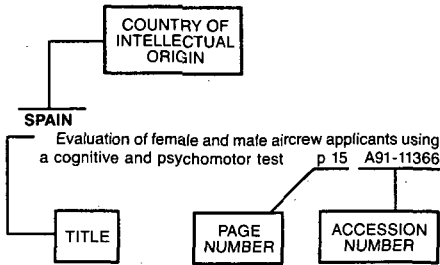 COUNTRY OF
INTELLECTUAL
ORIGIN
SPAIN
Evaluation of female and male aircrew applicants using
a cognitive and psychomotor test p 15 A91-11366
TITLE
PAGE
NUMBER
ACCESSION
NUMBER